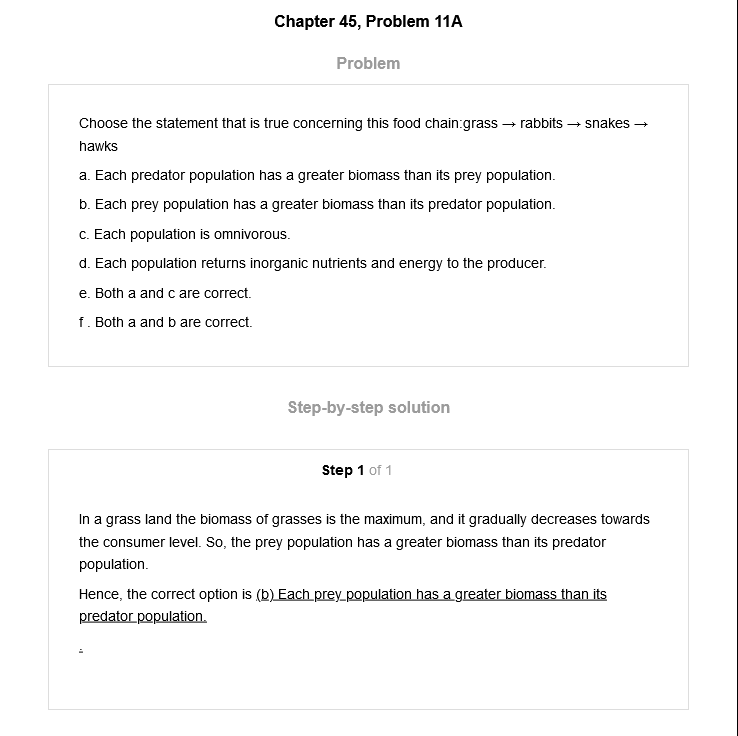 Chapter 45, Problem 11A
Problem
Choose the statement that is true concerning this food chain:grass → rabbits → snakes →
hawks
a. Each predator population has a greater biomass than its prey population.
b. Each prey population has a greater biomass than its predator population.
c. Each population is omnivorous.
d. Each population returns inorganic nutrients and energy to the producer.
e. Both a and c are correct.
f . Both a and b are correct.
Step-by-step solution
Step 1 of 1
In a grass land the biomass of grasses is the maximum, and it gradually decreases towards
the consumer level. So, the prey population has a greater biomass than its predator
population.
Hence, the correct option is (b) Each prey population has a greater biomass than its
predator population.
.